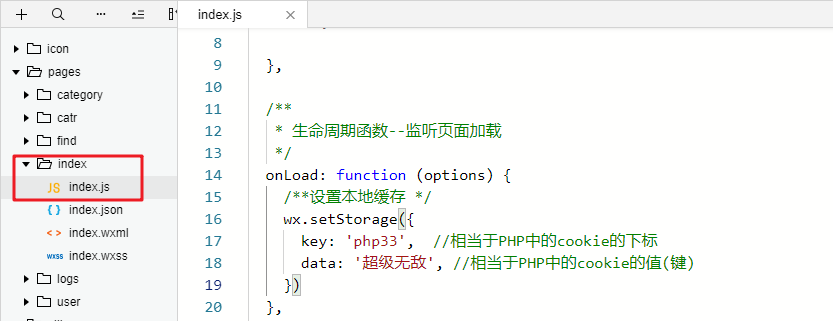 index.js
icon
pages
category
catr
find
index
JS index.js
{ } index.json
< > index.wxml
wxss index.wxss
logs
user
8
9 },
10
11 /**
12 * 生命周期函数--监听页面加载
13 */
14 onLoad: function (options) {
15 /**设置本地缓存 */
16 wx.setStorage({
17 key: 'php33', //相当于PHP中的cookie的下标
18 data: '超级无敌', //相当于PHP中的cookie的值(键)
19 })
20 },